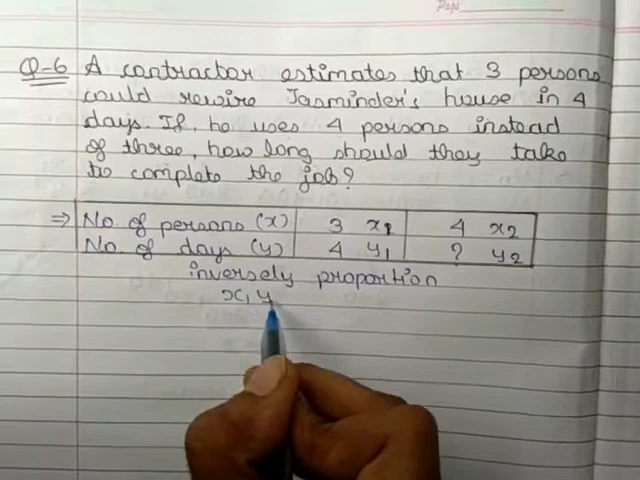 Page
Q-6 A contractor estimates that 3 persons
could rewire Jasminder's house in 4
days. If, he uses 4 persons instead
of three, how long should they take
to complete the job?
⇒ No of persons (x) 3 x1 4 x2
No. of days (y) 4 y1 ? y2
inversely proportion
x1 y